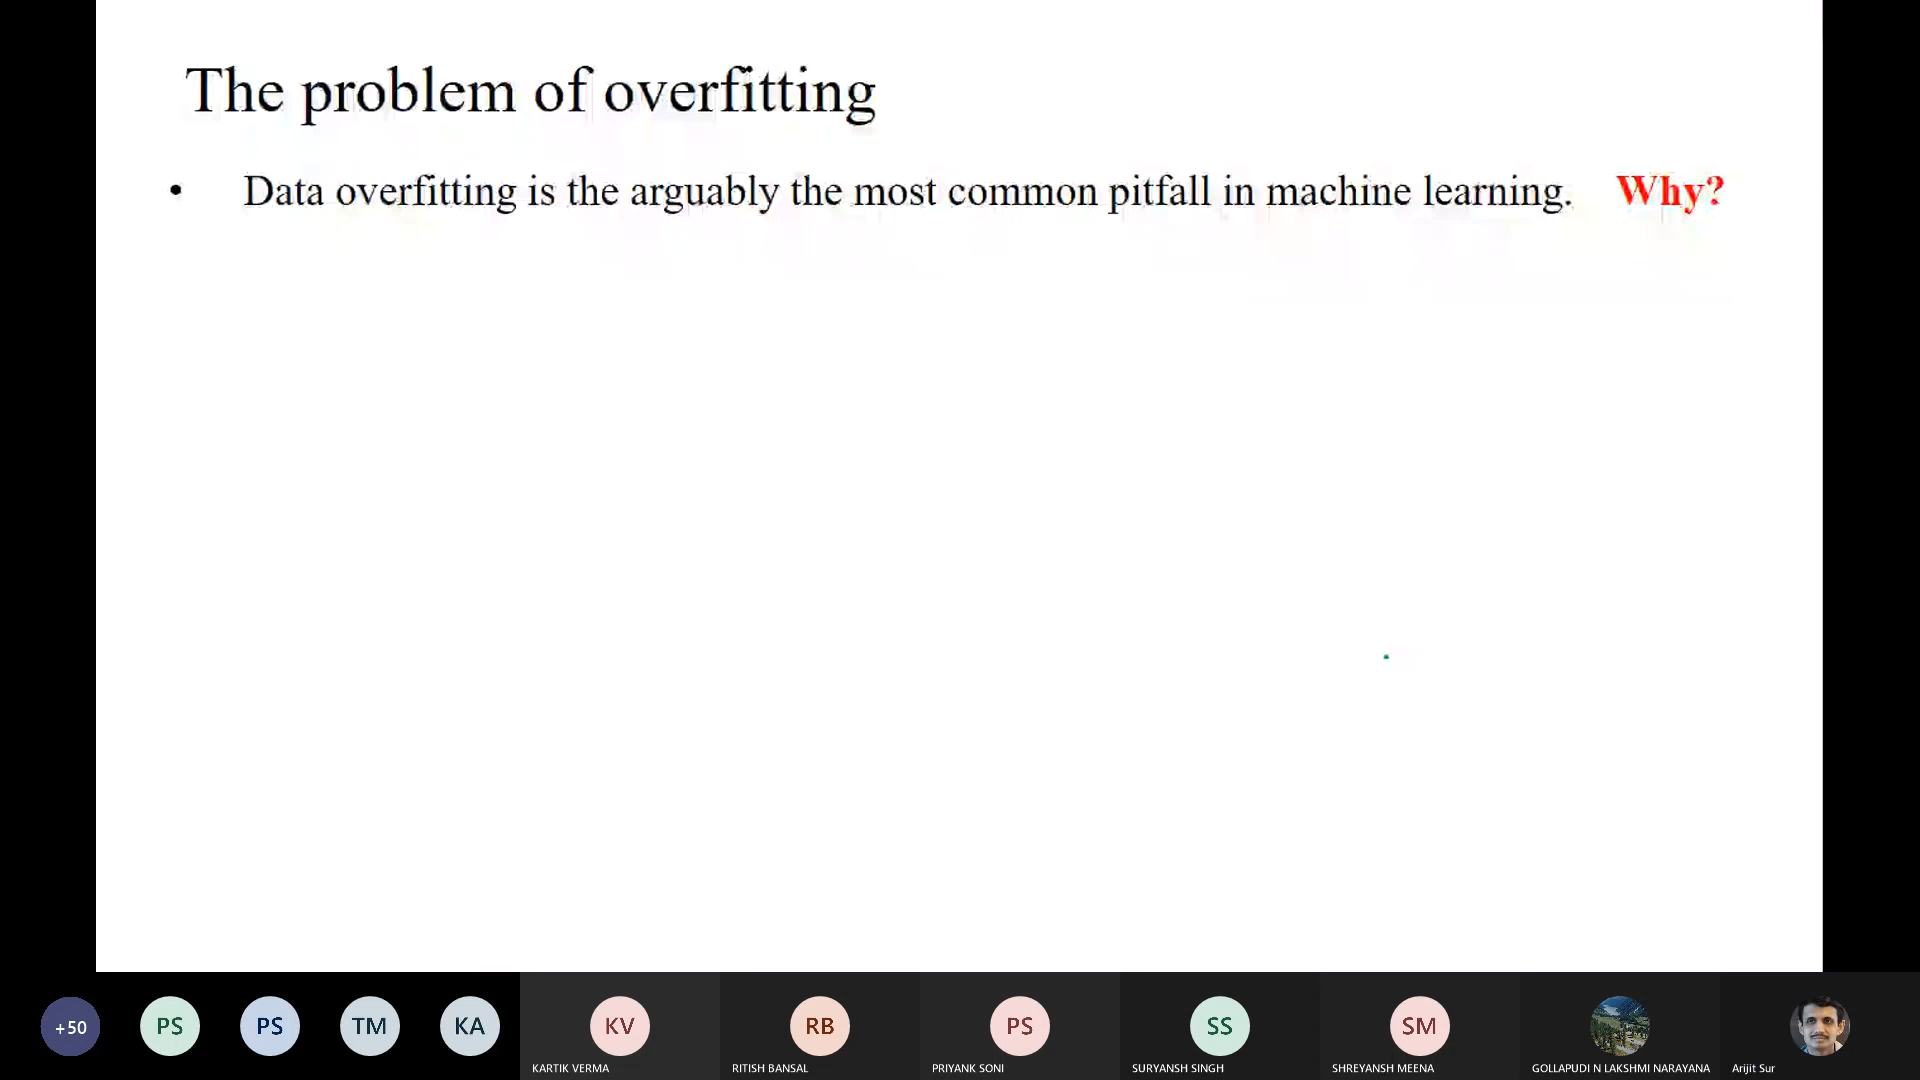 The problem of overfitting
• Data overfitting is the arguably the most common pitfall in machine learning. Why?
+50 PS PS TM KA KV RB PS SS SM
KARTIK VERMA RITISH BANSAL PRIYANK SONI SURYANSH SINGH SHREYANSH MEENA GOLLAPUDI N LAKSHMI NARAYANA Arijit Sur